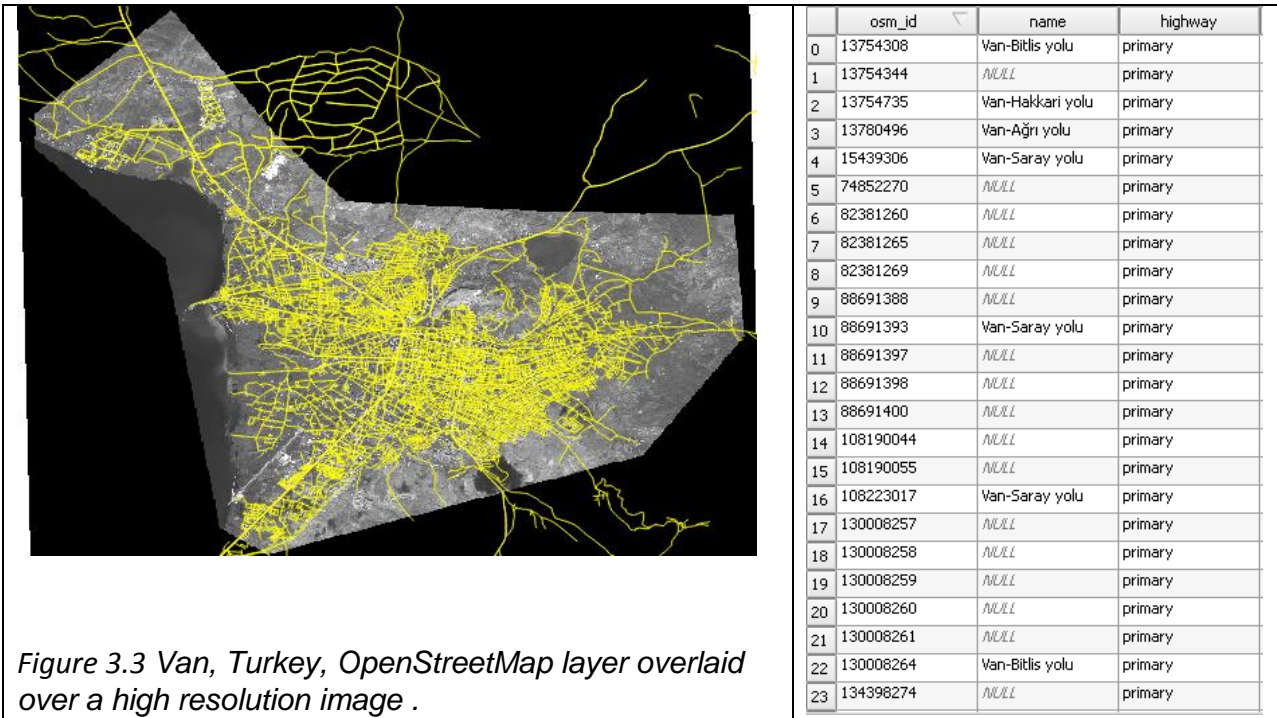 Figure 3.3 Van, Turkey, OpenStreetMap layer overlaid
over a high resolution image .
osm_id name highway
0 13754308 Van-Bitlis yolu primary
1 13754344 NULL primary
2 13754735 Van-Hakkari yolu primary
3 13780496 Van-Ağrı yolu primary
4 15439306 Van-Saray yolu primary
5 74852270 NULL primary
6 82381260 NULL primary
7 82381265 NULL primary
8 82381269 NULL primary
9 88691388 NULL primary
10 88691393 Van-Saray yolu primary
11 88691397 NULL primary
12 88691398 NULL primary
13 88691400 NULL primary
14 108190044 NULL primary
15 108190055 NULL primary
16 108223017 Van-Saray yolu primary
17 130008257 NULL primary
18 130008258 NULL primary
19 130008259 NULL primary
20 130008260 NULL primary
21 130008261 NULL primary
22 130008264 Van-Bitlis yolu primary
23 134398274 NULL primary